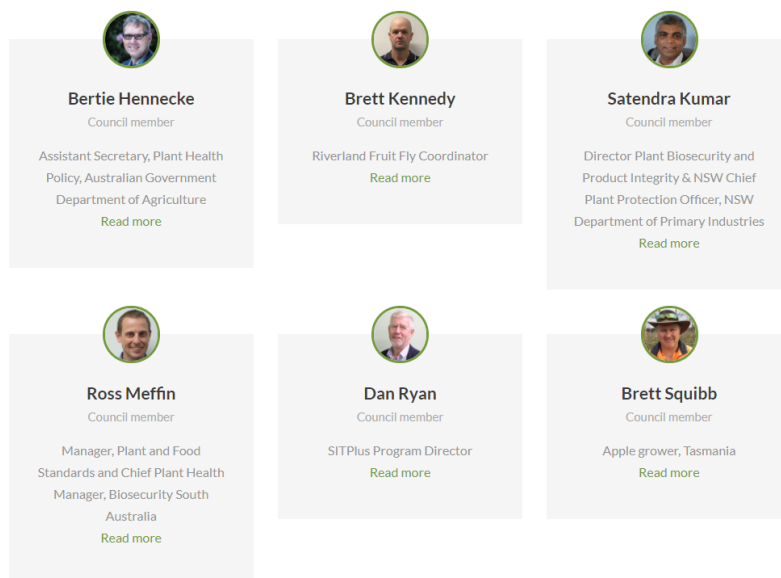 Bertie Hennecke
Council member
Assistant Secretary, Plant Health
Policy, Australian Government
Department of Agriculture
Read more
Brett Kennedy
Council member
Riverland Fruit Fly Coordinator
Read more
Satendra Kumar
Council member
Director Plant Biosecurity and
Product Integrity & NSW Chief
Plant Protection Officer, NSW
Department of Primary Industries
Read more
Ross Meffin
Council member
Manager, Plant and Food
Standards and Chief Plant Health
Manager, Biosecurity South
Australia
Read more
Dan Ryan
Council member
SITPlus Program Director
Read more
Brett Squibb
Council member
Apple grower, Tasmania
Read more